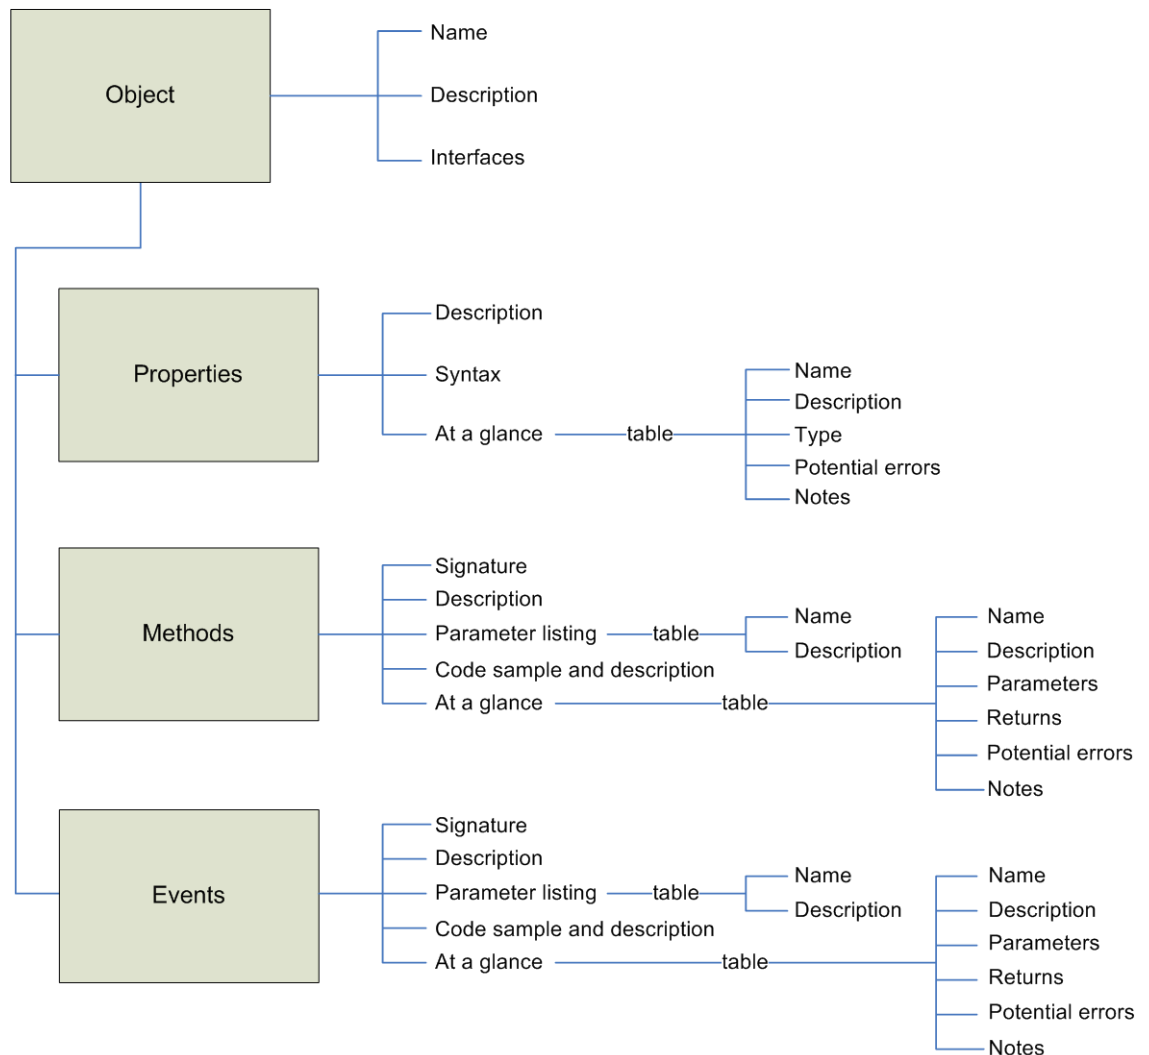 Object
Name
Description
Interfaces
Properties
Description
Syntax
At a glance
table
Name
Description
Type
Potential errors
Notes
Methods
Signature
Description
Parameter listing
table
Name
Description
Code sample and description
At a glance
table
Name
Description
Parameters
Returns
Potential errors
Notes
Events
Signature
Description
Parameter listing
table
Name
Description
Code sample and description
At a glance
table
Name
Description
Parameters
Returns
Potential errors
Notes